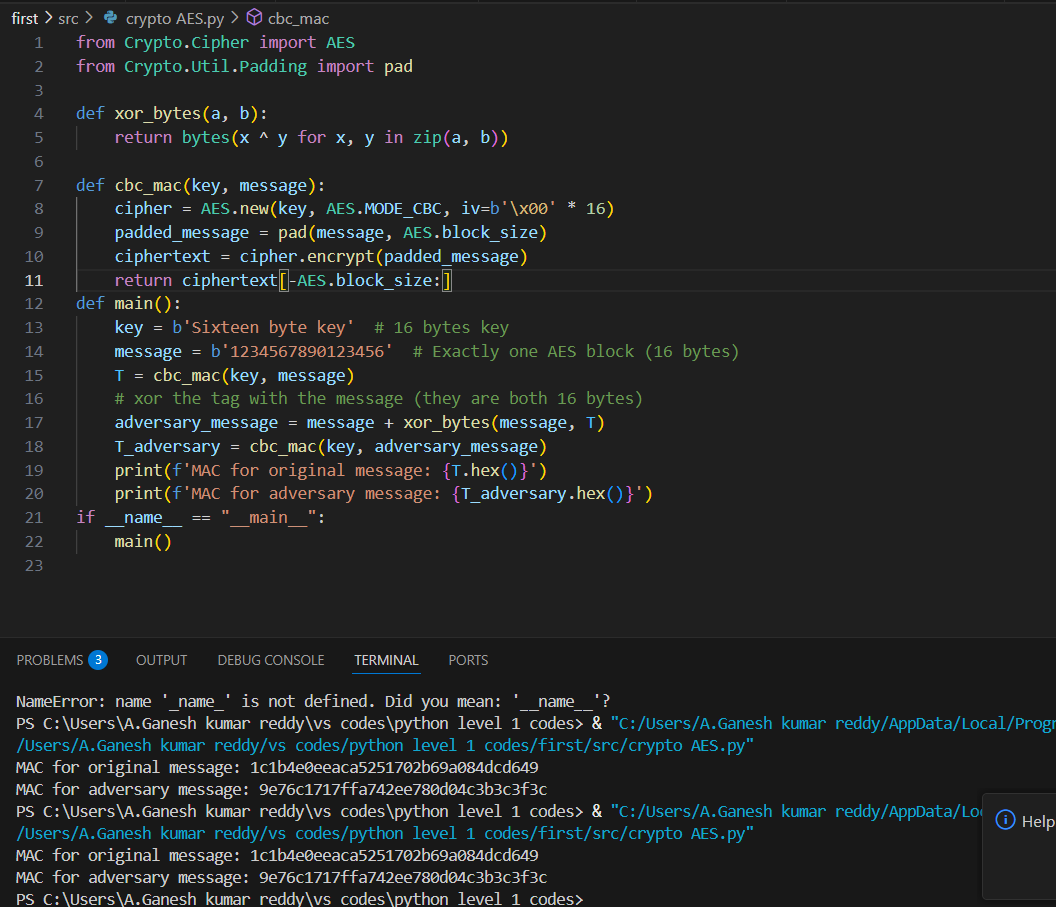 first > src > crypto AES.py > cbc_mac
1 from Crypto.Cipher import AES
2 from Crypto.Util.Padding import pad
3
4 def xor_bytes(a, b):
5     return bytes(x ^ y for x, y in zip(a, b))
6
7 def cbc_mac(key, message):
8     cipher = AES.new(key, AES.MODE_CBC, iv=b'\x00' * 16)
9     padded_message = pad(message, AES.block_size)
10     ciphertext = cipher.encrypt(padded_message)
11     return ciphertext[-AES.block_size:]
12 def main():
13     key = b'Sixteen byte key'  # 16 bytes key
14     message = b'1234567890123456'  # Exactly one AES block (16 bytes)
15     T = cbc_mac(key, message)
16     # xor the tag with the message (they are both 16 bytes)
17     adversary_message = message + xor_bytes(message, T)
18     T_adversary = cbc_mac(key, adversary_message)
19     print(f'MAC for original message: {T.hex()}')
20     print(f'MAC for adversary message: {T_adversary.hex()}')
21 if __name__ == "__main__":
22     main()
23
PROBLEMS 3 OUTPUT DEBUG CONSOLE TERMINAL PORTS
NameError: name '_name_' is not defined. Did you mean: '__name__'?
PS C:\Users\A.Ganesh kumar reddy\vs codes\python level 1 codes> & "C:/Users/A.Ganesh kumar reddy/AppData/Local/Progr
/Users/A.Ganesh kumar reddy/vs codes/python level 1 codes/first/src/crypto AES.py"
MAC for original message: 1c1b4e0eeaca5251702b69a084dcd649
MAC for adversary message: 9e76c1717ffa742ee780d04c3b3c3f3c
PS C:\Users\A.Ganesh kumar reddy\vs codes\python level 1 codes> & "C:/Users/A.Ganesh kumar reddy/AppData/Lo
/Users/A.Ganesh kumar reddy/vs codes/python level 1 codes/first/src/crypto AES.py"
MAC for original message: 1c1b4e0eeaca5251702b69a084dcd649
MAC for adversary message: 9e76c1717ffa742ee780d04c3b3c3f3c
PS C:\Users\A.Ganesh kumar reddy\vs codes\python level 1 codes>
Help